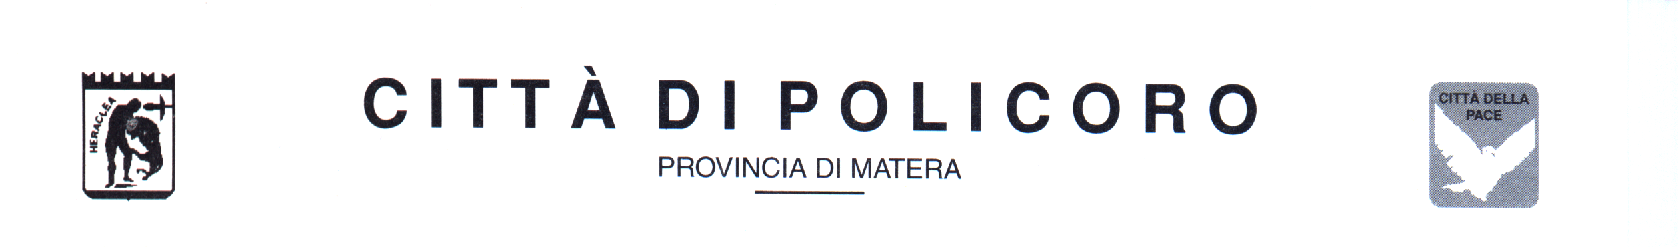 HERACLEA
CITTÀ DI POLICORO
PROVINCIA DI MATERA
CITTÀ DELLA
PACE